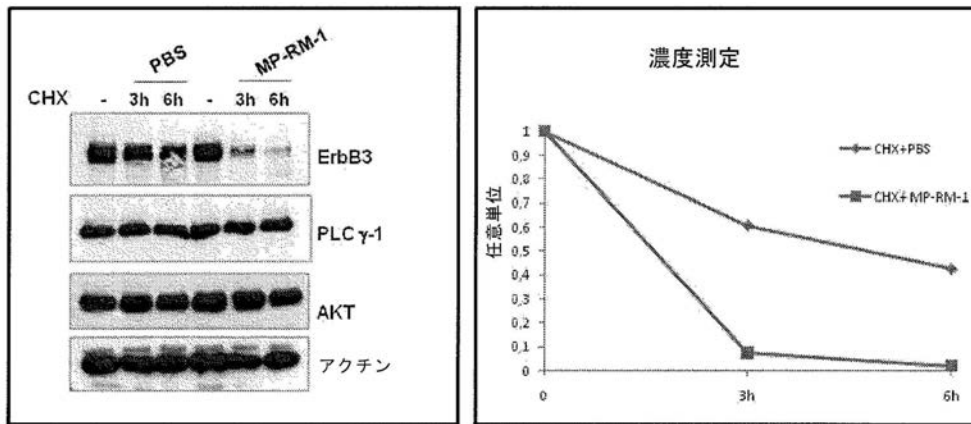 PBS MP-RM-1
CHX - 3h 6h - 3h 6h
ErbB3
PLCγ-1
AKT
アクチン
濃度測定
任意単位
1
0,9
0,8
0,7
0,6
0,5
0,4
0,3
0,2
0,1
0
0 3h 6h
CHX+PBS
CHX+MP-RM-1